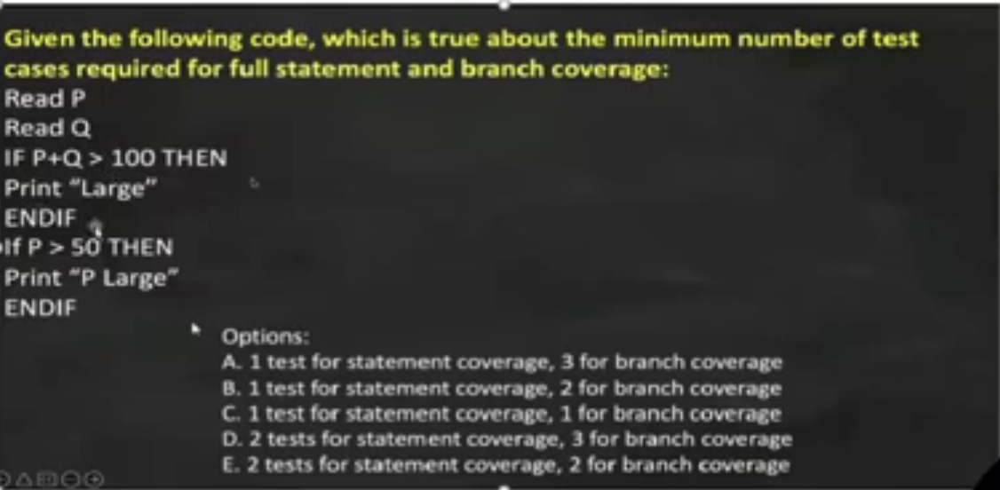 Given the following code, which is true about the minimum number of test
cases required for full statement and branch coverage:
Read P
Read Q
IF P+Q > 100 THEN
Print “Large”
ENDIF
If P > 50 THEN
Print “P Large”
ENDIF
Options:
A. 1 test for statement coverage, 3 for branch coverage
B. 1 test for statement coverage, 2 for branch coverage
C. 1 test for statement coverage, 1 for branch coverage
D. 2 tests for statement coverage, 3 for branch coverage
E. 2 tests for statement coverage, 2 for branch coverage